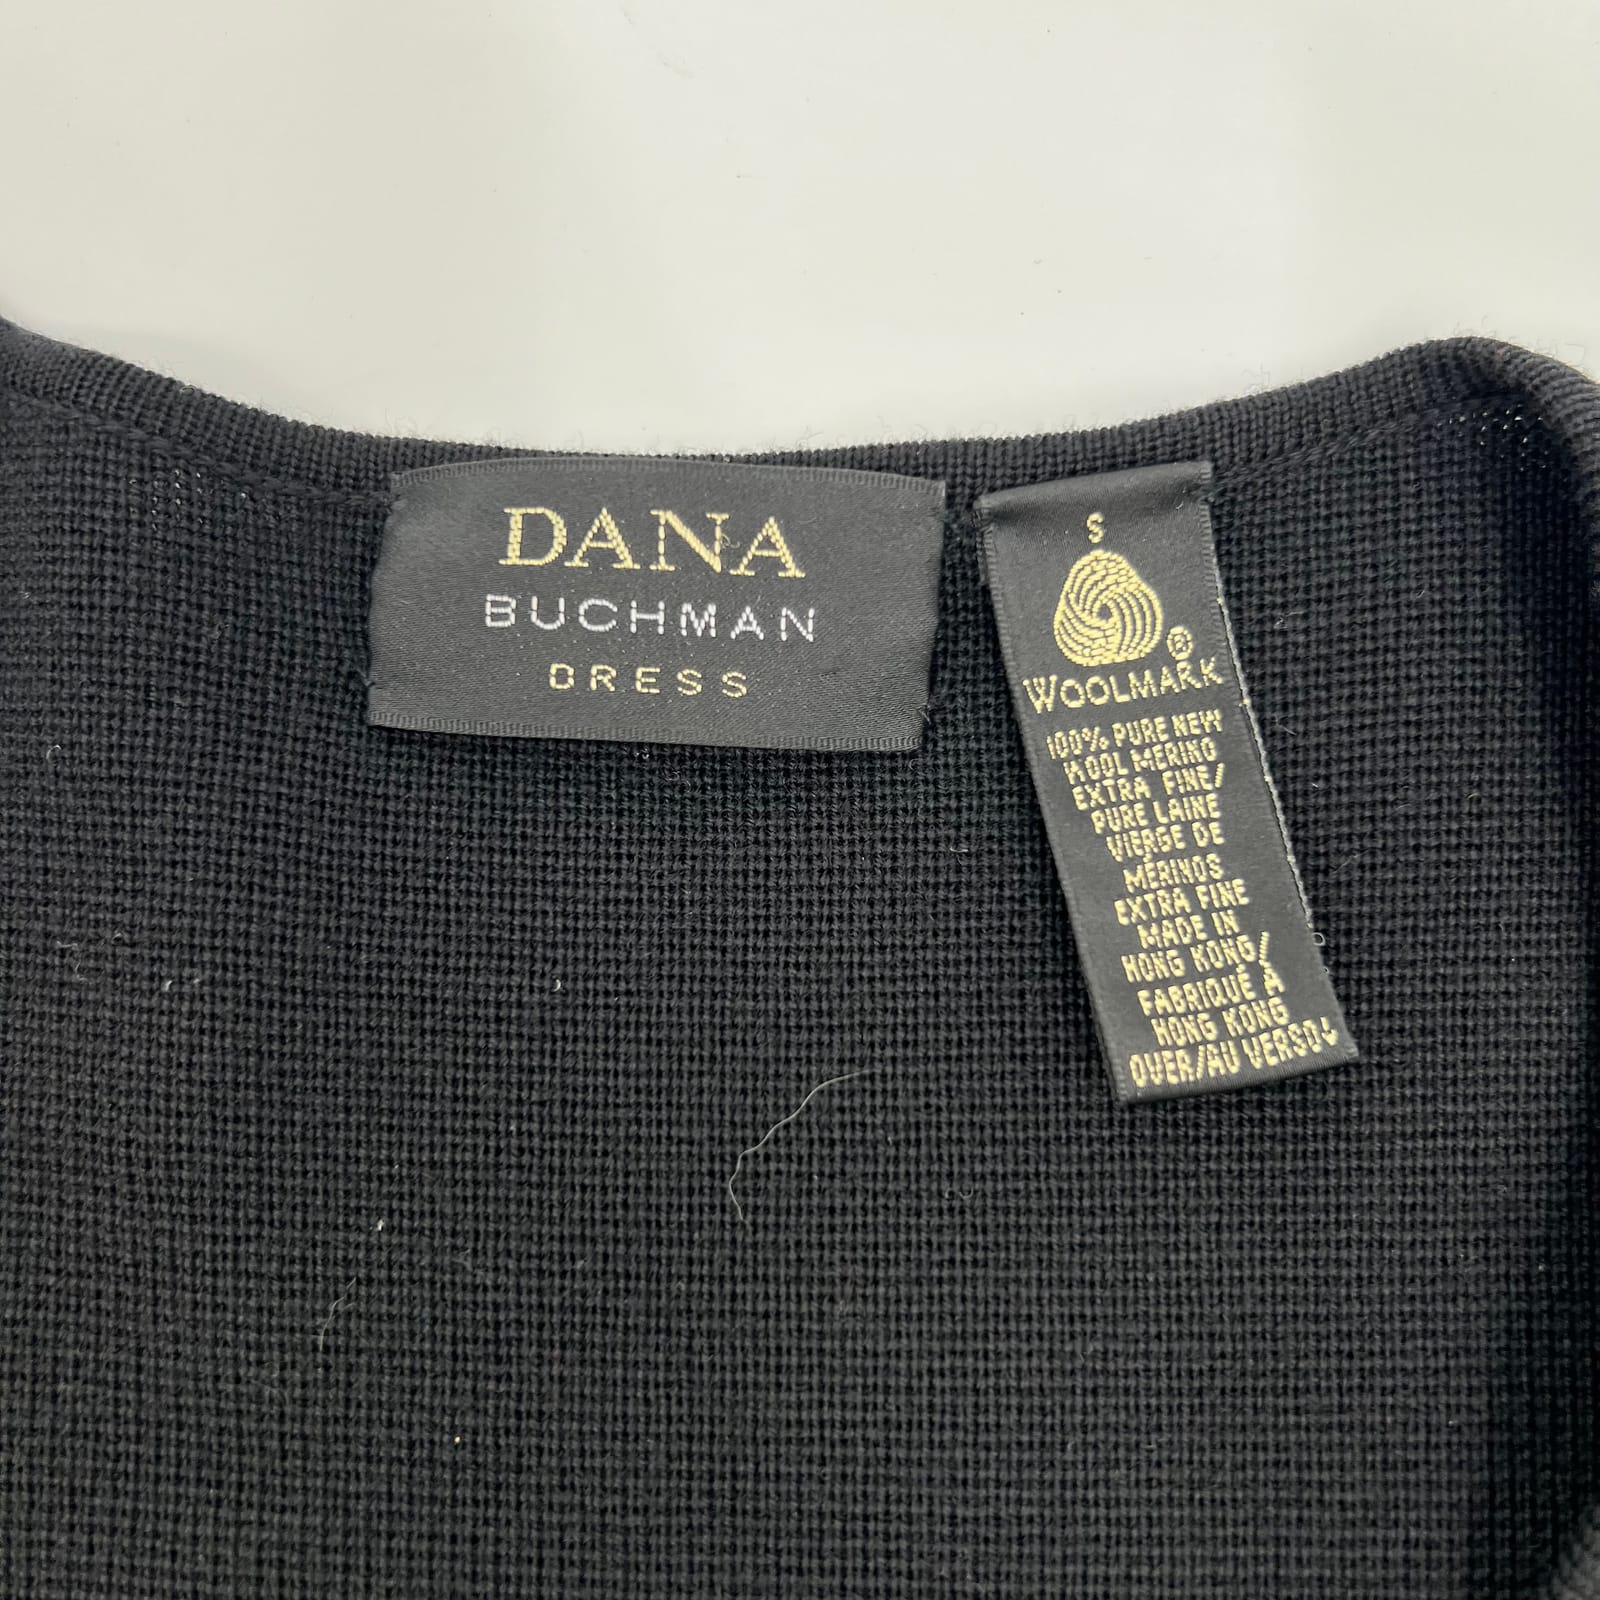 DANA
BUCHMAN
DRESS
S
®
WOOLMARK
100% PURE NEW
WOOL MERINO
EXTRA FINE/
PURE LAINE
VIERGE DE
MÉRINOS
EXTRA FINE
MADE IN
HONG KONG/
FABRIQUÉ À
HONG KONG
OVER/AU VERSO↓